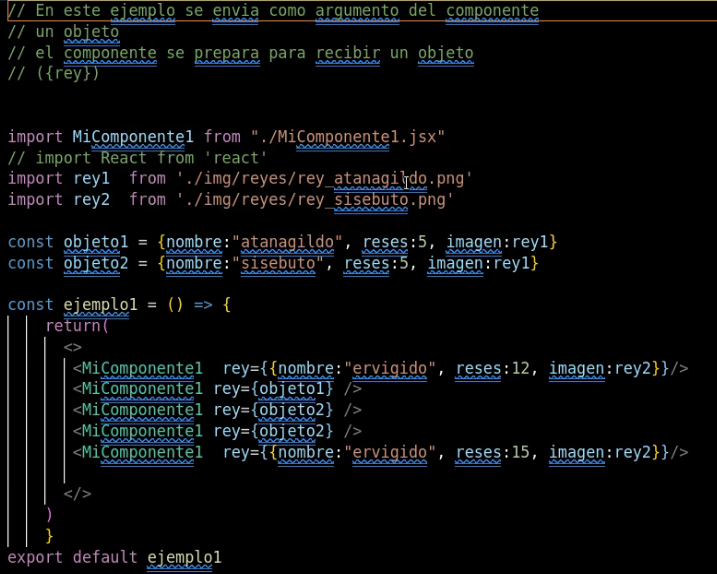 // En este ejemplo se envia como argumento del componente
// un objeto
// el componente se prepara para recibir un objeto
// ({rey})
import MiComponente1 from "./MiComponente1.jsx"
// import React from 'react'
import rey1  from './img/reyes/rey_atanagildo.png'
import rey2  from './img/reyes/rey_sisebuto.png'
const objeto1 = {nombre:"atanagildo", reses:5, imagen:rey1}
const objeto2 = {nombre:"sisebuto", reses:5, imagen:rey1}
const ejemplo1 = () => {
    return(
      <>
       <MiComponente1  rey={{nombre:"ervigido", reses:12, imagen:rey2}}/>
       <MiComponente1 rey={objeto1} />
       <MiComponente1 rey={objeto2} />
       <MiComponente1 rey={objeto2} />
       <MiComponente1  rey={{nombre:"ervigido", reses:15, imagen:rey2}}/>
      </>
    )
    }
export default ejemplo1